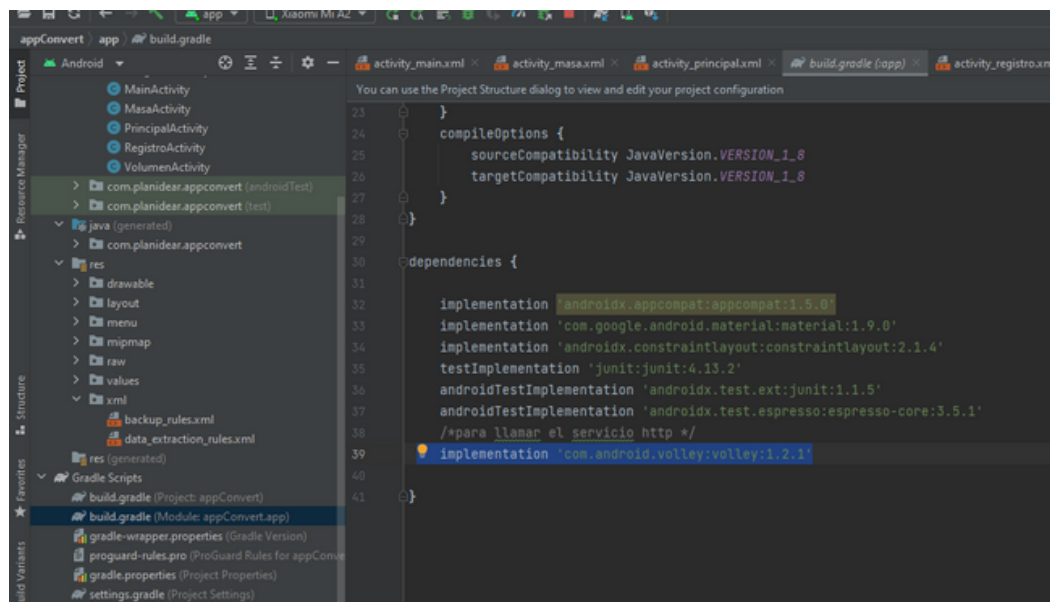 app
Xiaomi Mi A2
appConvert
app
build.gradle
Android
activity_main.xml
activity_masa.xml
activity_principal.xml
build.gradle (:app)
activity_registro.xm
You can use the Project Structure dialog to view and edit your project configuration
Project
Resource Manager
Structure
Favorites
uild Variants
MainActivity
MasaActivity
PrincipalActivity
RegistroActivity
VolumenActivity
com.planidear.appconvert (androidTest)
com.planidear.appconvert (test)
java (generated)
com.planidear.appconvert
res
drawable
layout
menu
mipmap
raw
values
xml
backup_rules.xml
data_extraction_rules.xml
res (generated)
Gradle Scripts
build.gradle (Project: appConvert)
build.gradle (Module: appConvert.app)
gradle-wrapper.properties (Gradle Version)
proguard-rules.pro (ProGuard Rules for appConve
gradle.properties (Project Properties)
settings.gradle (Project Settings)
23 }
24 compileOptions {
25 sourceCompatibility JavaVersion.VERSION_1_8
26 targetCompatibility JavaVersion.VERSION_1_8
27 }
28 }
29
30 dependencies {
31
32 implementation 'androidx.appcompat:appcompat:1.5.0'
33 implementation 'com.google.android.material:material:1.9.0'
34 implementation 'androidx.constraintlayout:constraintlayout:2.1.4'
35 testImplementation 'junit:junit:4.13.2'
36 androidTestImplementation 'androidx.test.ext:junit:1.1.5'
37 androidTestImplementation 'androidx.test.espresso:espresso-core:3.5.1'
38 /*para llamar el servicio http */
39 implementation 'com.android.volley:volley:1.2.1'
40
41 }